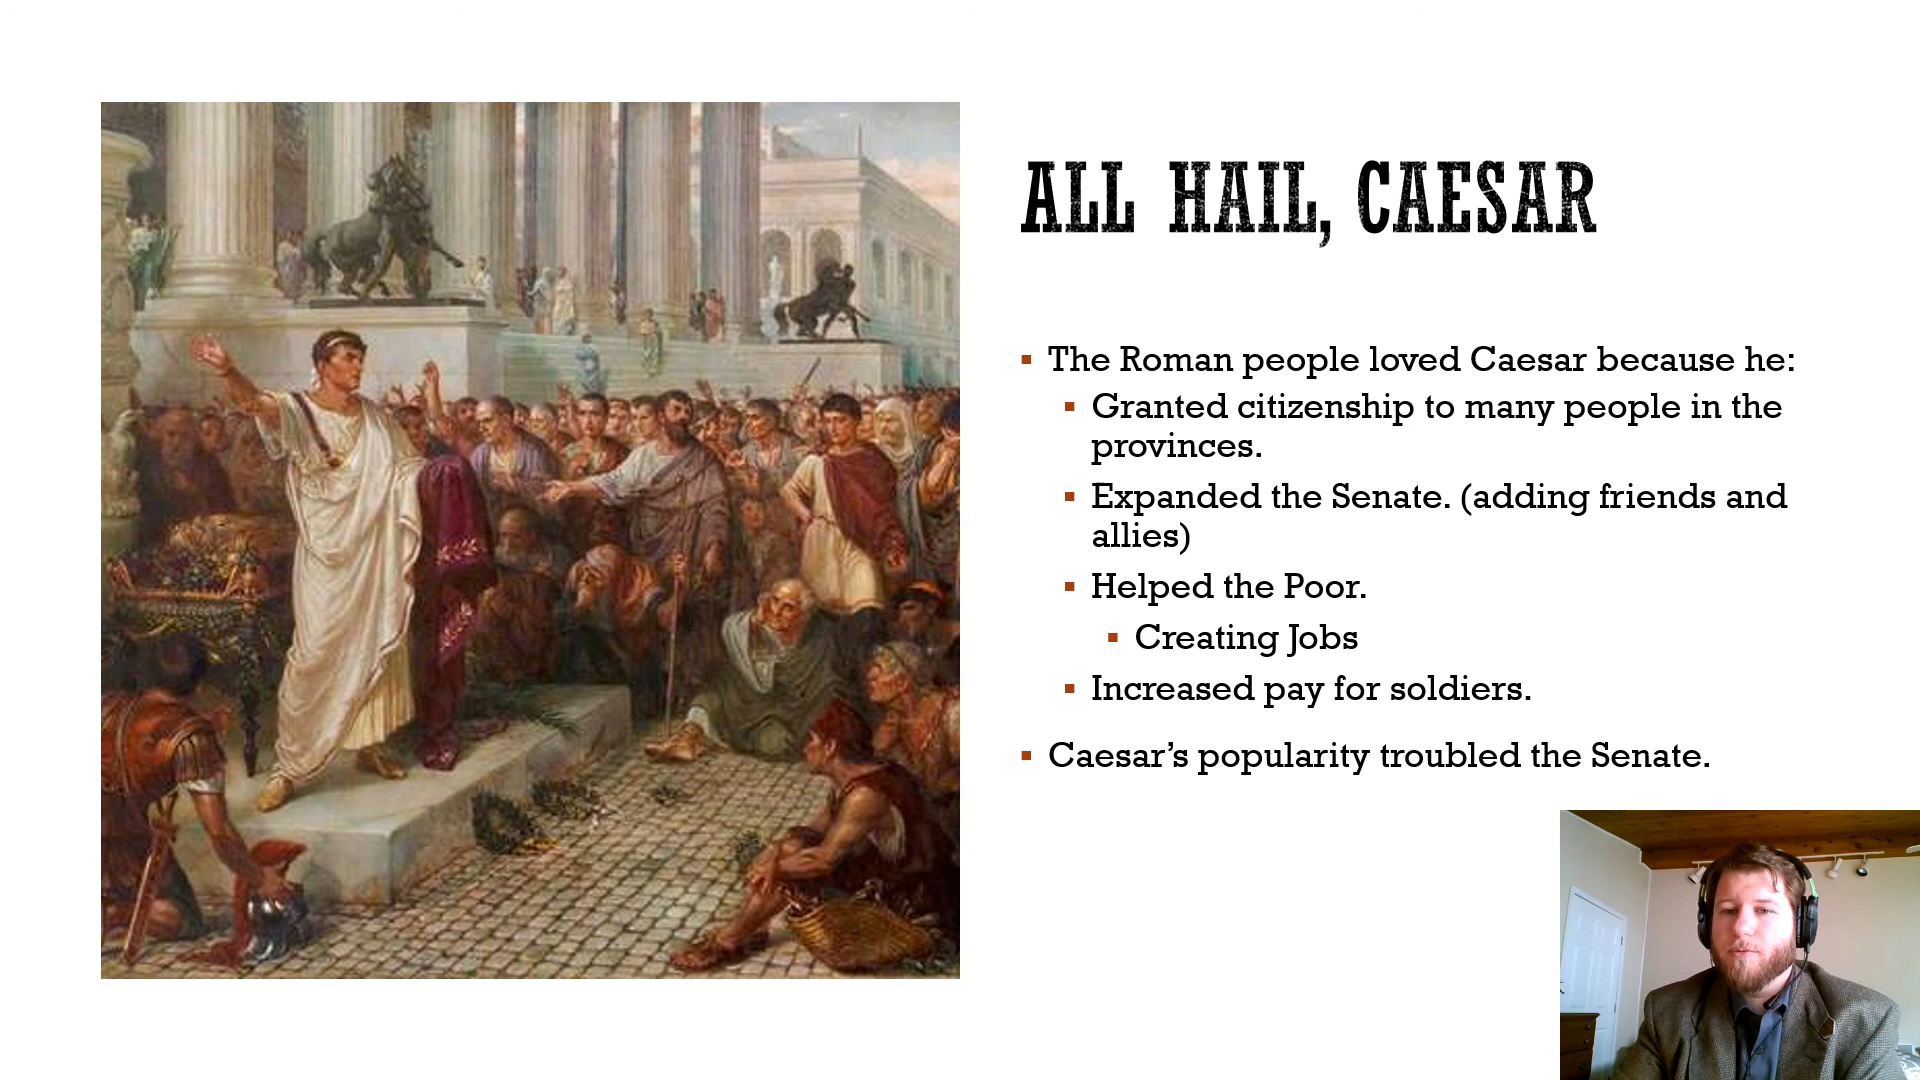 ALL HAIL, CAESAR
The Roman people loved Caesar because he:
Granted citizenship to many people in the
provinces.
Expanded the Senate. (adding friends and
allies)
Helped the Poor.
Creating Jobs
Increased pay for soldiers.
Caesar’s popularity troubled the Senate.